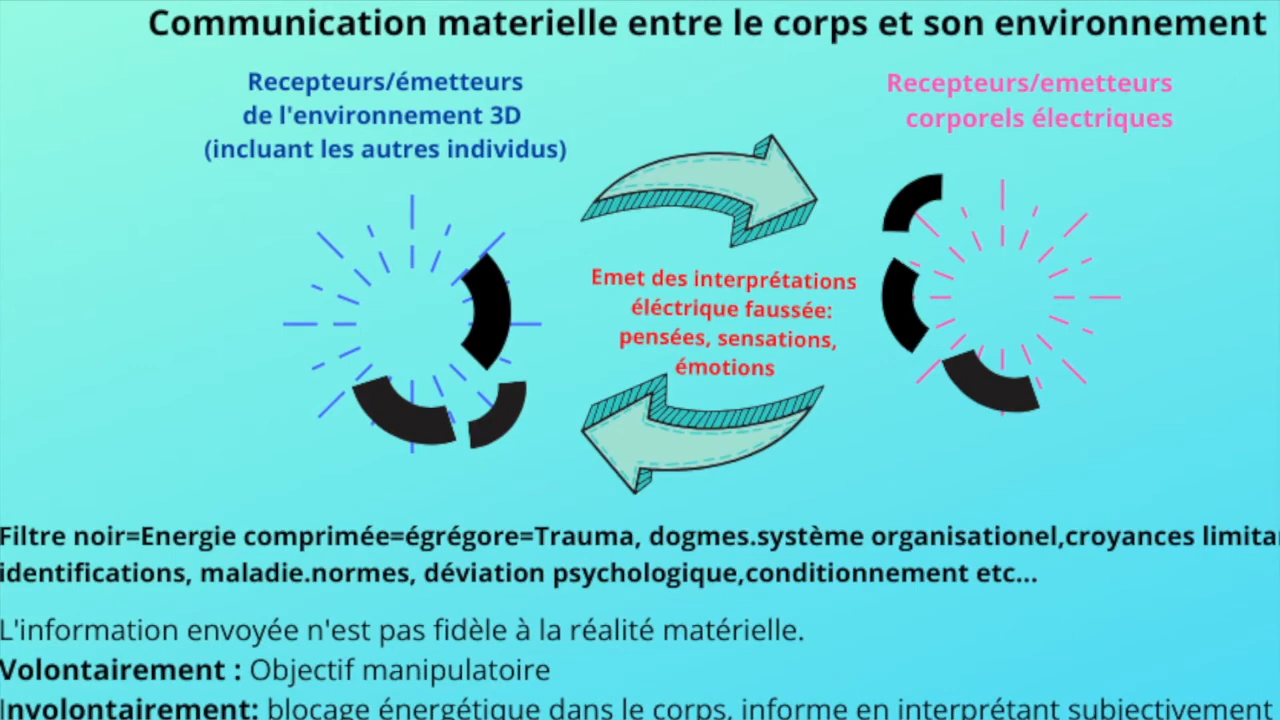 Communication materielle entre le corps et son environnement
Recepteurs/émetteurs
de l'environnement 3D
(incluant les autres individus)
Recepteurs/emetteurs
corporels électriques
Emet des interprétations
éléctrique faussée:
pensées, sensations,
émotions
Filtre noir=Energie comprimée=égrégore=Trauma, dogmes.système organisationel,croyances limita
identifications, maladie.normes, déviation psychologique,conditionnement etc...
L'information envoyée n'est pas fidèle à la réalité matérielle.
Volontairement : Objectif manipulatoire
Involontairement: blocage énergétique dans le corps, informe en interprétant subjectivement